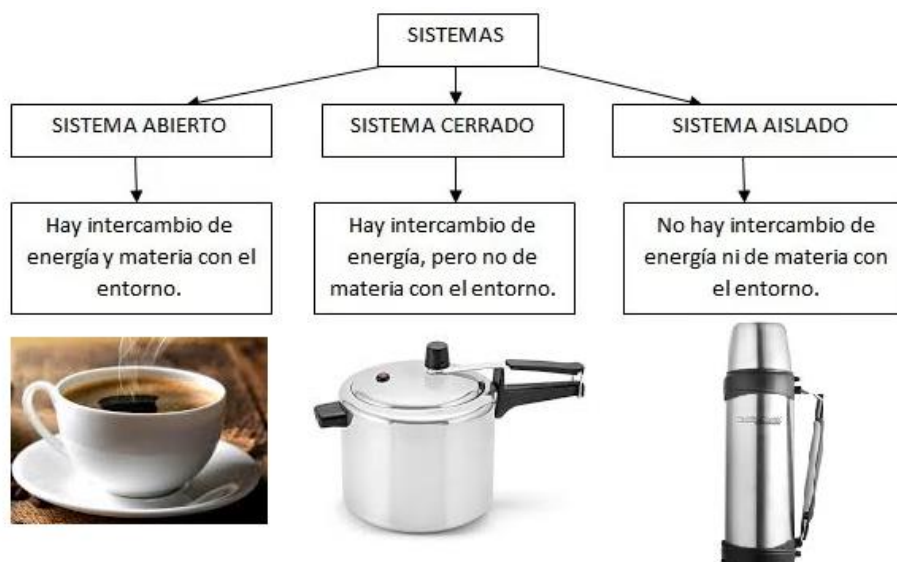 SISTEMAS
SISTEMA ABIERTO
SISTEMA CERRADO
SISTEMA AISLADO
Hay intercambio de
energía y materia con el
entorno.
Hay intercambio de
energía, pero no de
materia con el entorno.
No hay intercambio de
energía ni de materia con
el entorno.